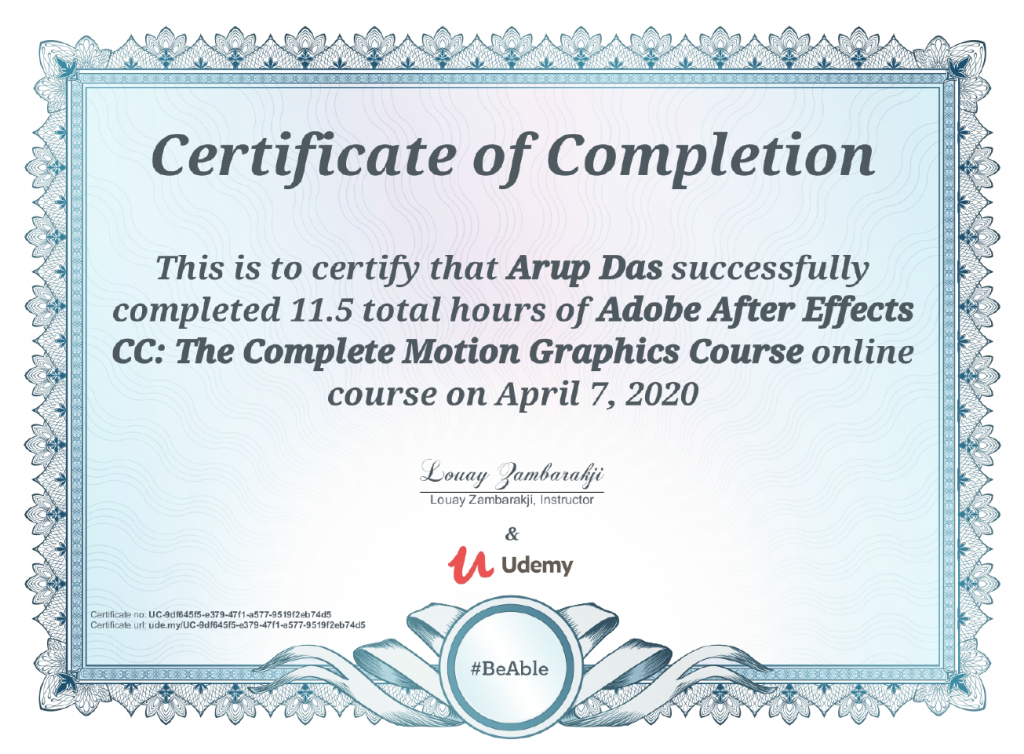 Certificate of Completion
This is to certify that Arup Das successfully
completed 11.5 total hours of Adobe After Effects
CC: The Complete Motion Graphics Course online
course on April 7, 2020
Louay Zambarakji
Louay Zambarakji, Instructor
&
Udemy
Certificate no: UC-9df645f5-e379-47f1-a577-9519f2eb74d5
Certificate url: ude.my/UC-9df645f5-e379-47f1-a577-9519f2eb74d5
#BeAble